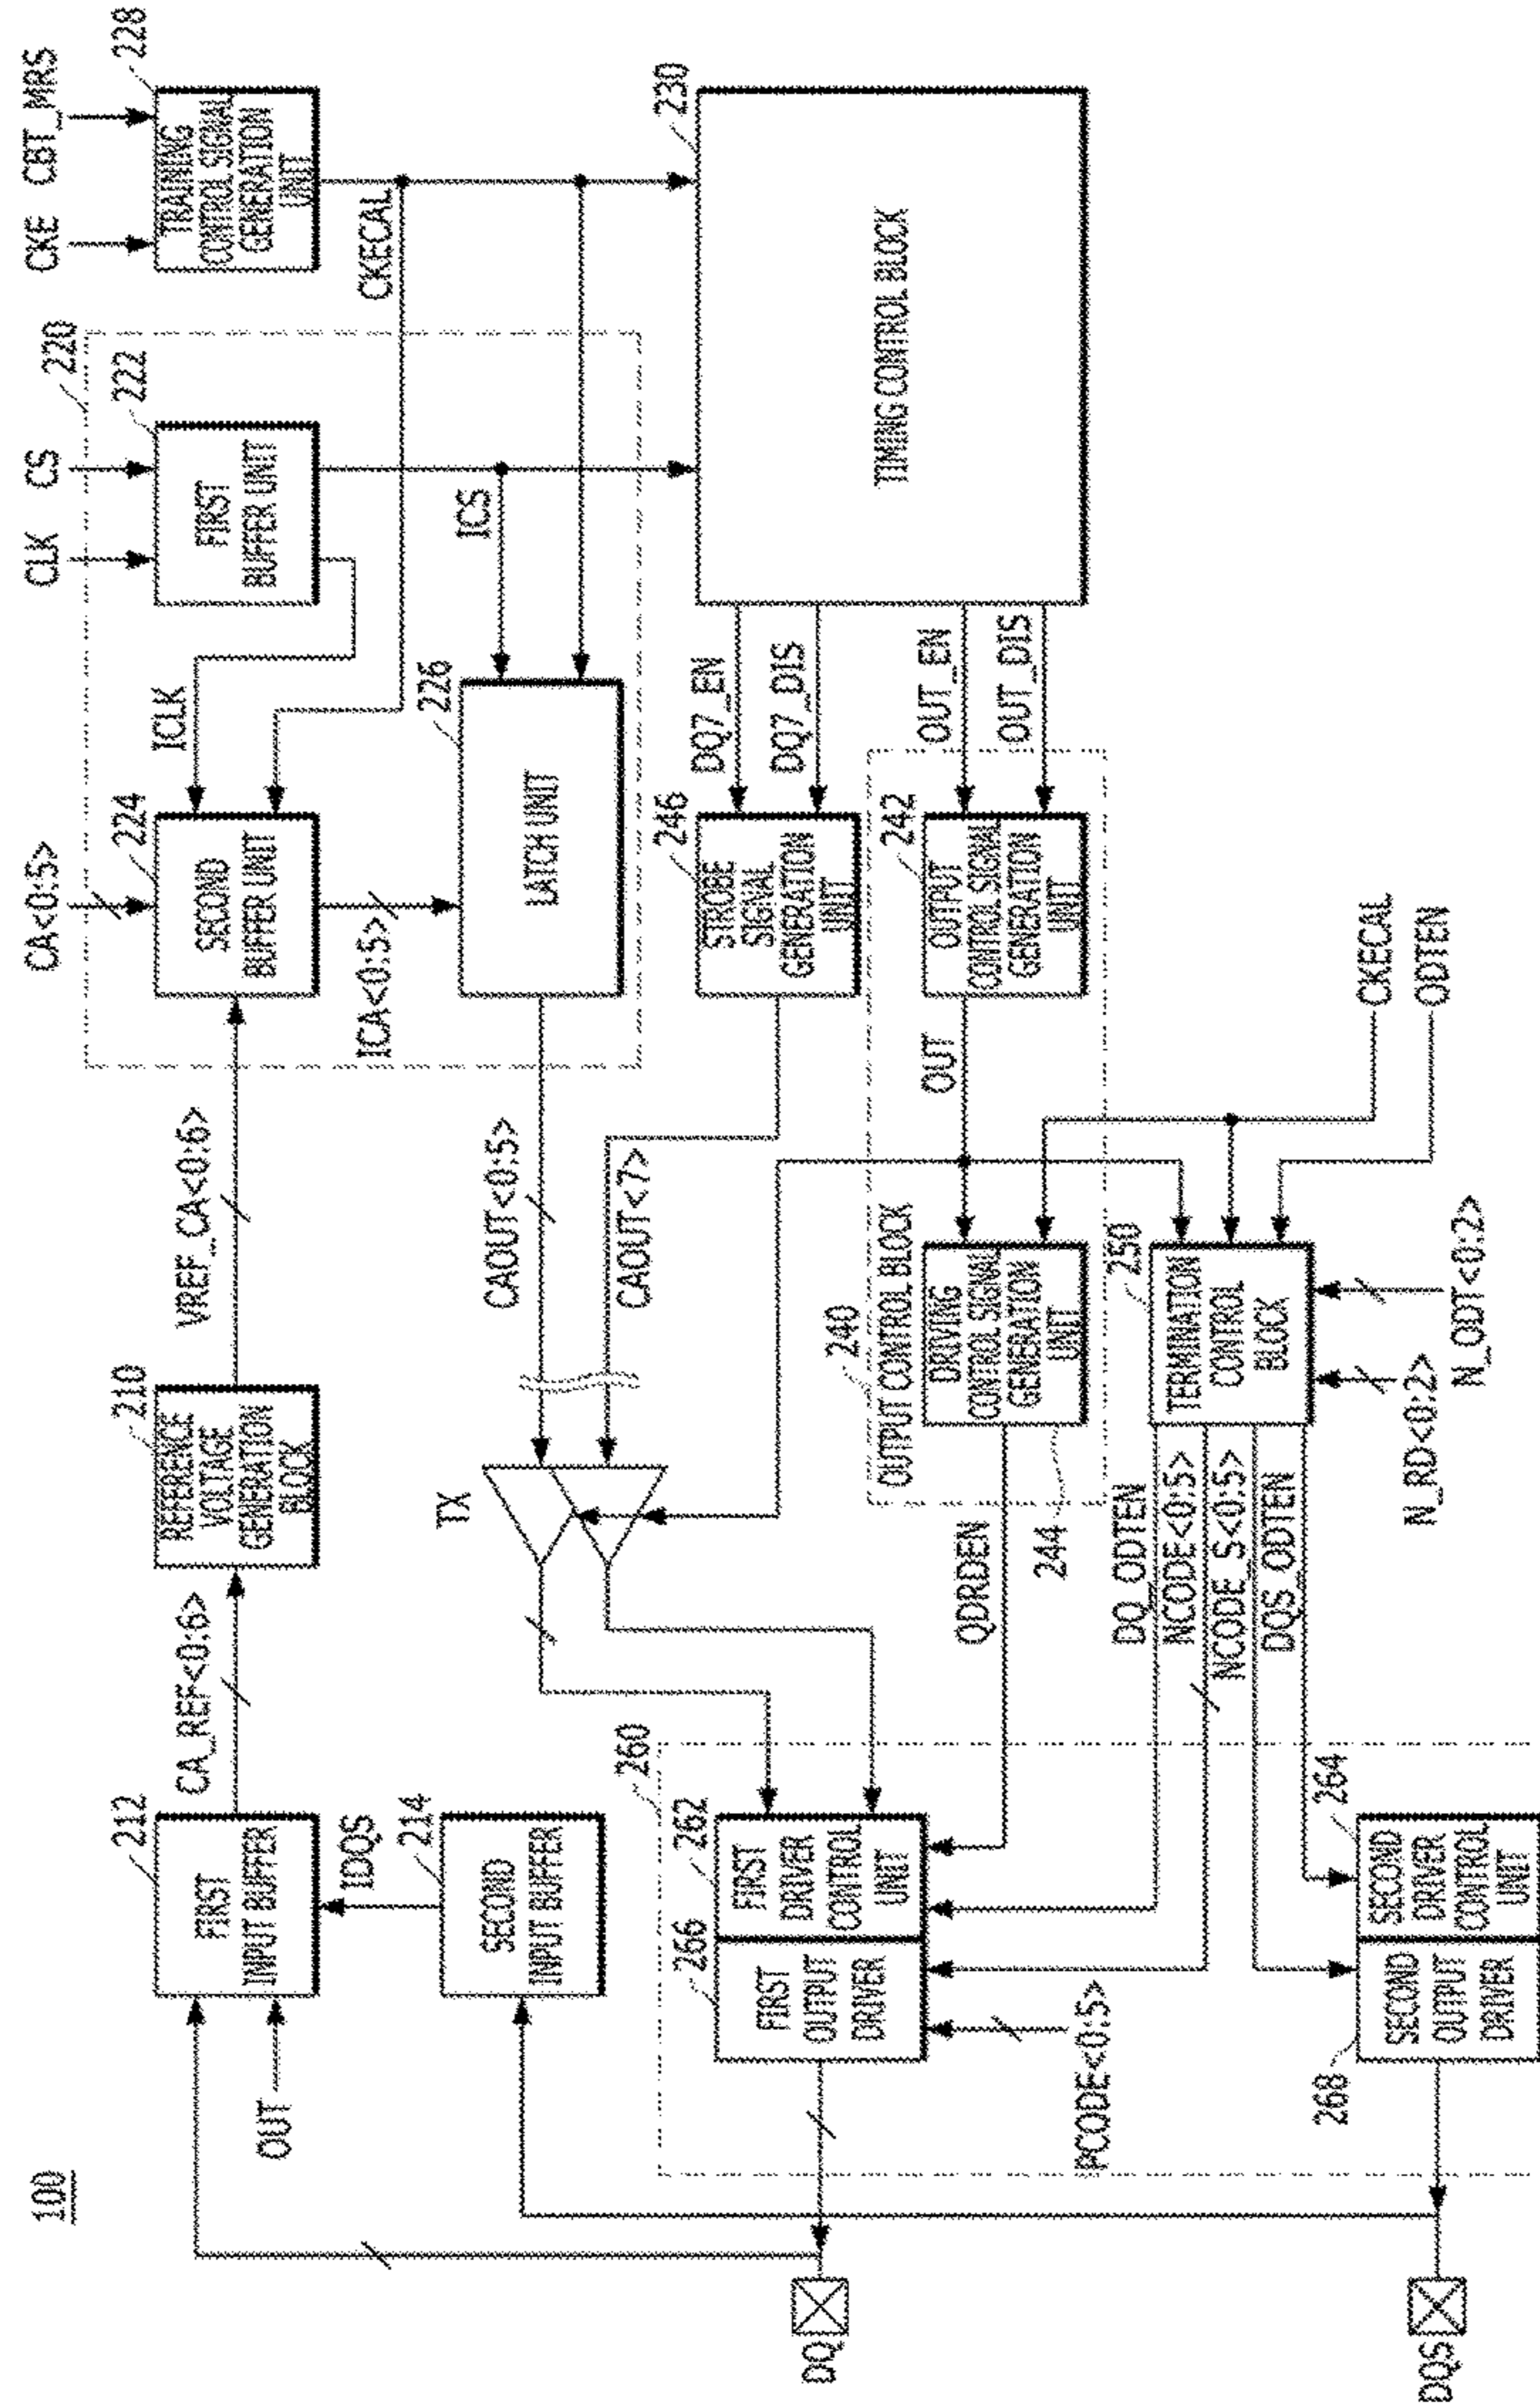 100
CA<0:5>
CLK
CS
CKE
CBT_MRS
220
212
FIRST
INPUT BUFFER
OUT
CA_REF<0:6>
210
REFERENCE
VOLTAGE
GENERATION
BLOCK
VREF_CA<0:6>
224
SECOND
BUFFER UNIT
ICLK
222
FIRST
BUFFER UNIT
228
TRAINING
CONTROL SIGNAL
GENERATION
UNIT
IDQS
214
SECOND
INPUT BUFFER
ICA<0:5>
CKECAL
TX
CAOUT<0:5>
226
LATCH UNIT
ICS
CAOUT<7>
260
262
FIRST
DRIVER
CONTROL
UNIT
266
FIRST
OUTPUT
DRIVER
246
STROBE
SIGNAL
GENERATION
UNIT
DQ7_EN
DQ7_DIS
230
TIMING CONTROL BLOCK
DQ
240
OUTPUT CONTROL BLOCK
DRIVING
CONTROL SIGNAL
GENERATION
UNIT
OUT
242
OUTPUT
CONTROL SIGNAL
GENERATION
UNIT
OUT_EN
OUT_DIS
QDRDEN
244
PCODE<0:5>
DQ_ODTEN
NCODE<0:5>
NCODE_S<0:5>
DQS_ODTEN
250
TERMINATION
CONTROL
BLOCK
CKECAL
ODTEN
N_RD<0:2>
N_ODT<0:2>
264
SECOND
DRIVER
CONTROL
UNIT
268
SECOND
OUTPUT
DRIVER
DQS